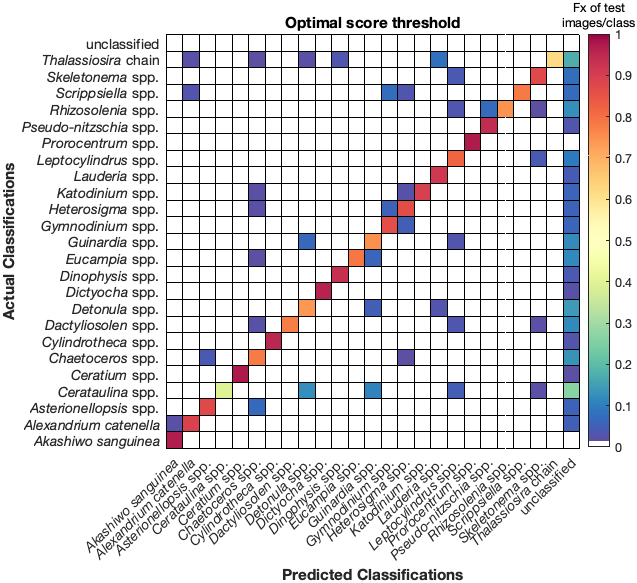 Optimal score threshold
Fx of test
images/class
Actual Classifications
unclassified
Thalassiosira chain
Skeletonema spp.
Scrippsiella spp.
Rhizosolenia spp.
Pseudo-nitzschia spp.
Prorocentrum spp.
Leptocylindrus spp.
Lauderia spp.
Katodinium spp.
Heterosigma spp.
Gymnodinium spp.
Guinardia spp.
Eucampia spp.
Dinophysis spp.
Dictyocha spp.
Detonula spp.
Dactyliosolen spp.
Cylindrotheca spp.
Chaetoceros spp.
Ceratium spp.
Cerataulina spp.
Asterionellopsis spp.
Alexandrium catenella
Akashiwo sanguinea
1
0.9
0.8
0.7
0.6
0.5
0.4
0.3
0.2
0.1
0
Akashiwo sanguinea
Alexandrium catenella
Asterionellopsis spp.
Cerataulina spp.
Ceratium spp.
Chaetoceros spp.
Cylindrotheca spp.
Dactyliosolen spp.
Detonula spp.
Dictyocha spp.
Dinophysis spp.
Eucampia spp.
Guinardia spp.
Gymnodinium spp.
Heterosigma spp.
Katodinium spp.
Lauderia spp.
Leptocylindrus spp.
Prorocentrum spp.
Pseudo-nitzschia spp.
Rhizosolenia spp.
Scrippsiella spp.
Skeletonema spp.
Thalassiosira chain
unclassified
Predicted Classifications